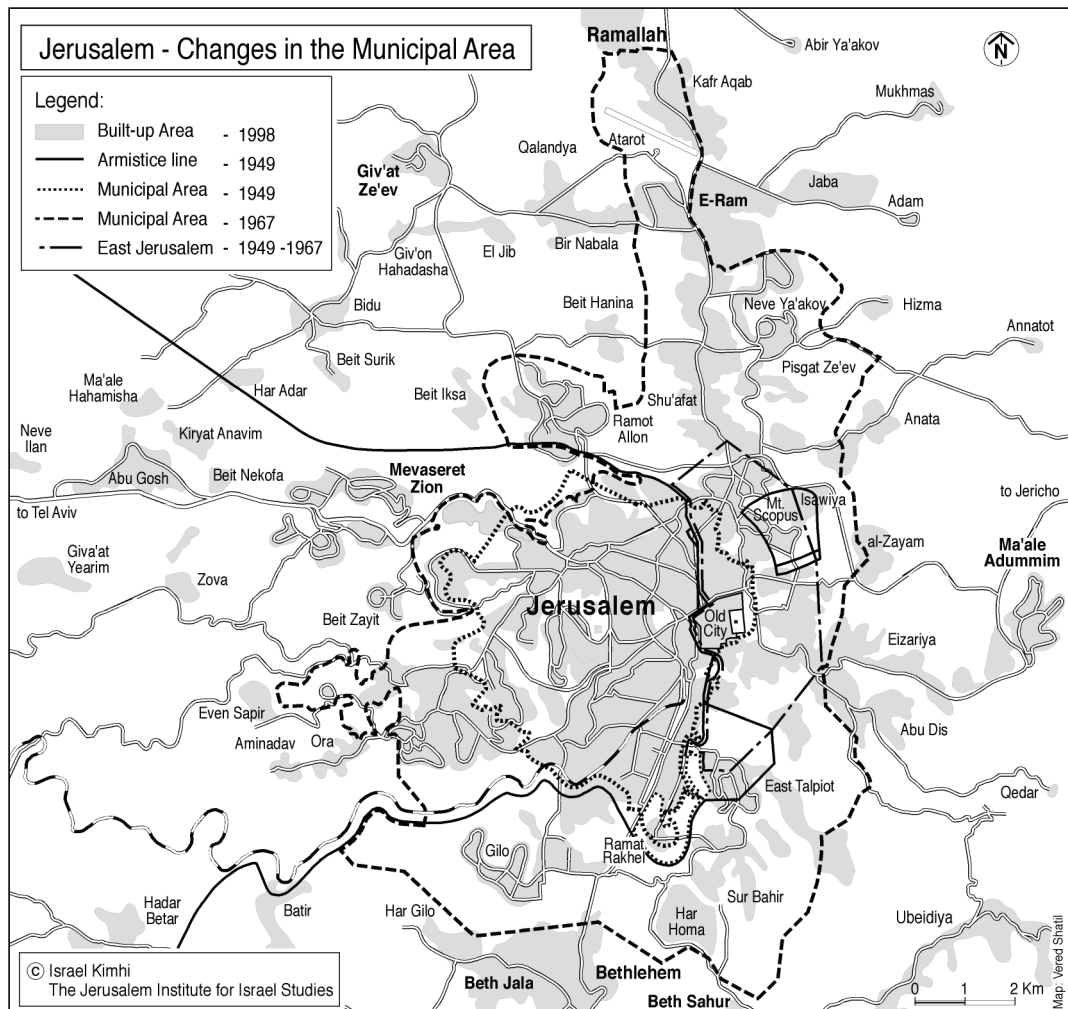 Jerusalem - Changes in the Municipal Area
Legend:
Built-up Area - 1998
Armistice line - 1949
Municipal Area - 1949
Municipal Area - 1967
East Jerusalem - 1949 -1967
N
Ramallah
Abir Ya'akov
Kafr Aqab
Mukhmas
Atarot
Qalandya
Giv'at
Ze'ev
Jaba
E-Ram
Adam
Giv'on
Hahadasha
El Jib
Bir Nabala
Bidu
Beit Hanina
Neve Ya'akov
Hizma
Annatot
Beit Surik
Pisgat Ze'ev
Ma'ale
Hahamisha
Har Adar
Beit Iksa
Shu'afat
Ramot
Allon
Anata
Neve
Ilan
Kiryat Anavim
Abu Gosh
Beit Nekofa
Mevaseret
Zion
to Tel Aviv
Mt.
Scopus
Isawiya
to Jericho
al-Zayam
Ma'ale
Adummim
Giva'at
Yearim
Zova
Jerusalem
Old
City
Beit Zayit
Eizariya
Even Sapir
Aminadav
Ora
Abu Dis
East Talpiot
Qedar
Gilo
Ramat
Rakhel
Sur Bahir
Hadar
Betar
Batir
Har Gilo
Har
Homa
Ubeidiya
Bethlehem
Beth Jala
Beth Sahur
© Israel Kimhi
The Jerusalem Institute for Israel Studies
0 1 2 Km
Map: Vered Shatil